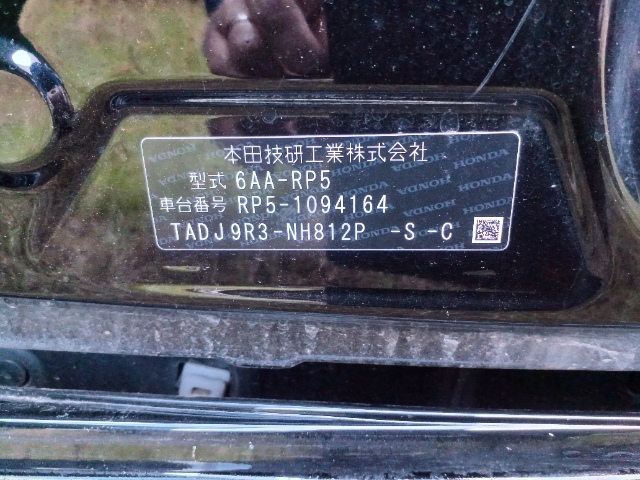 本田技研工業株式会社
型式 6AA-RP5
車台番号 RP5-1094164
TADJ9R3-NH812P -S-C